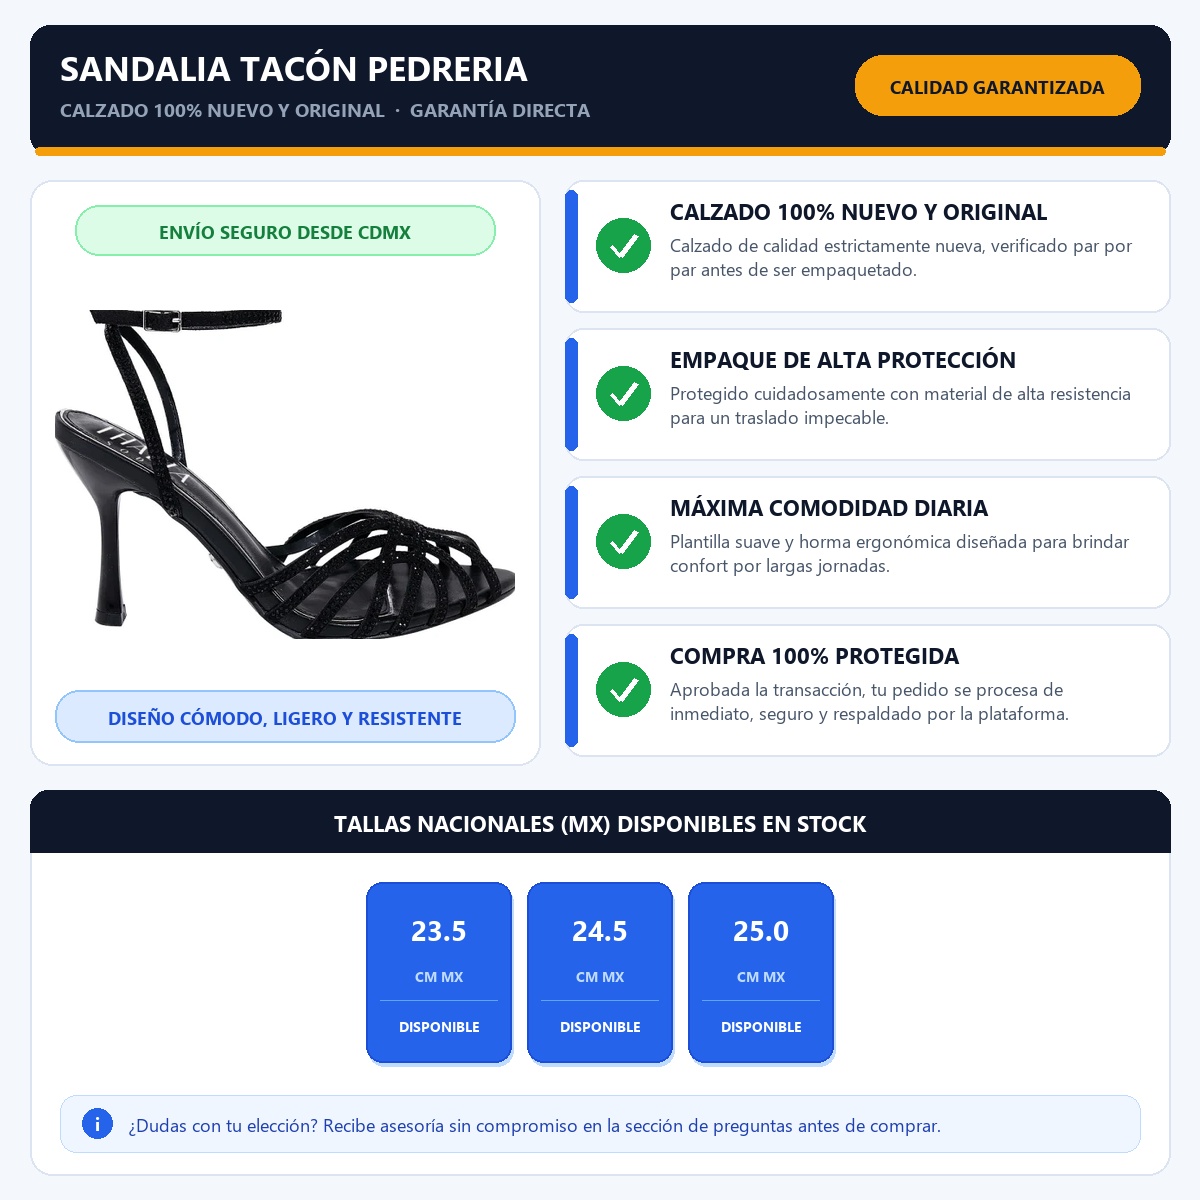 SANDALIA TACÓN PEDRERIA
CALZADO 100% NUEVO Y ORIGINAL · GARANTÍA DIRECTA
CALIDAD GARANTIZADA
ENVÍO SEGURO DESDE CDMX
DISEÑO CÓMODO, LIGERO Y RESISTENTE
CALZADO 100% NUEVO Y ORIGINAL
Calzado de calidad estrictamente nueva, verificado par por
par antes de ser empaquetado.
EMPAQUE DE ALTA PROTECCIÓN
Protegido cuidadosamente con material de alta resistencia
para un traslado impecable.
MÁXIMA COMODIDAD DIARIA
Plantilla suave y horma ergonómica diseñada para brindar
confort por largas jornadas.
COMPRA 100% PROTEGIDA
Aprobada la transacción, tu pedido se procesa de
inmediato, seguro y respaldado por la plataforma.
TALLAS NACIONALES (MX) DISPONIBLES EN STOCK
23.5
CM MX
DISPONIBLE
24.5
CM MX
DISPONIBLE
25.0
CM MX
DISPONIBLE
¿Dudas con tu elección? Recibe asesoría sin compromiso en la sección de preguntas antes de comprar.